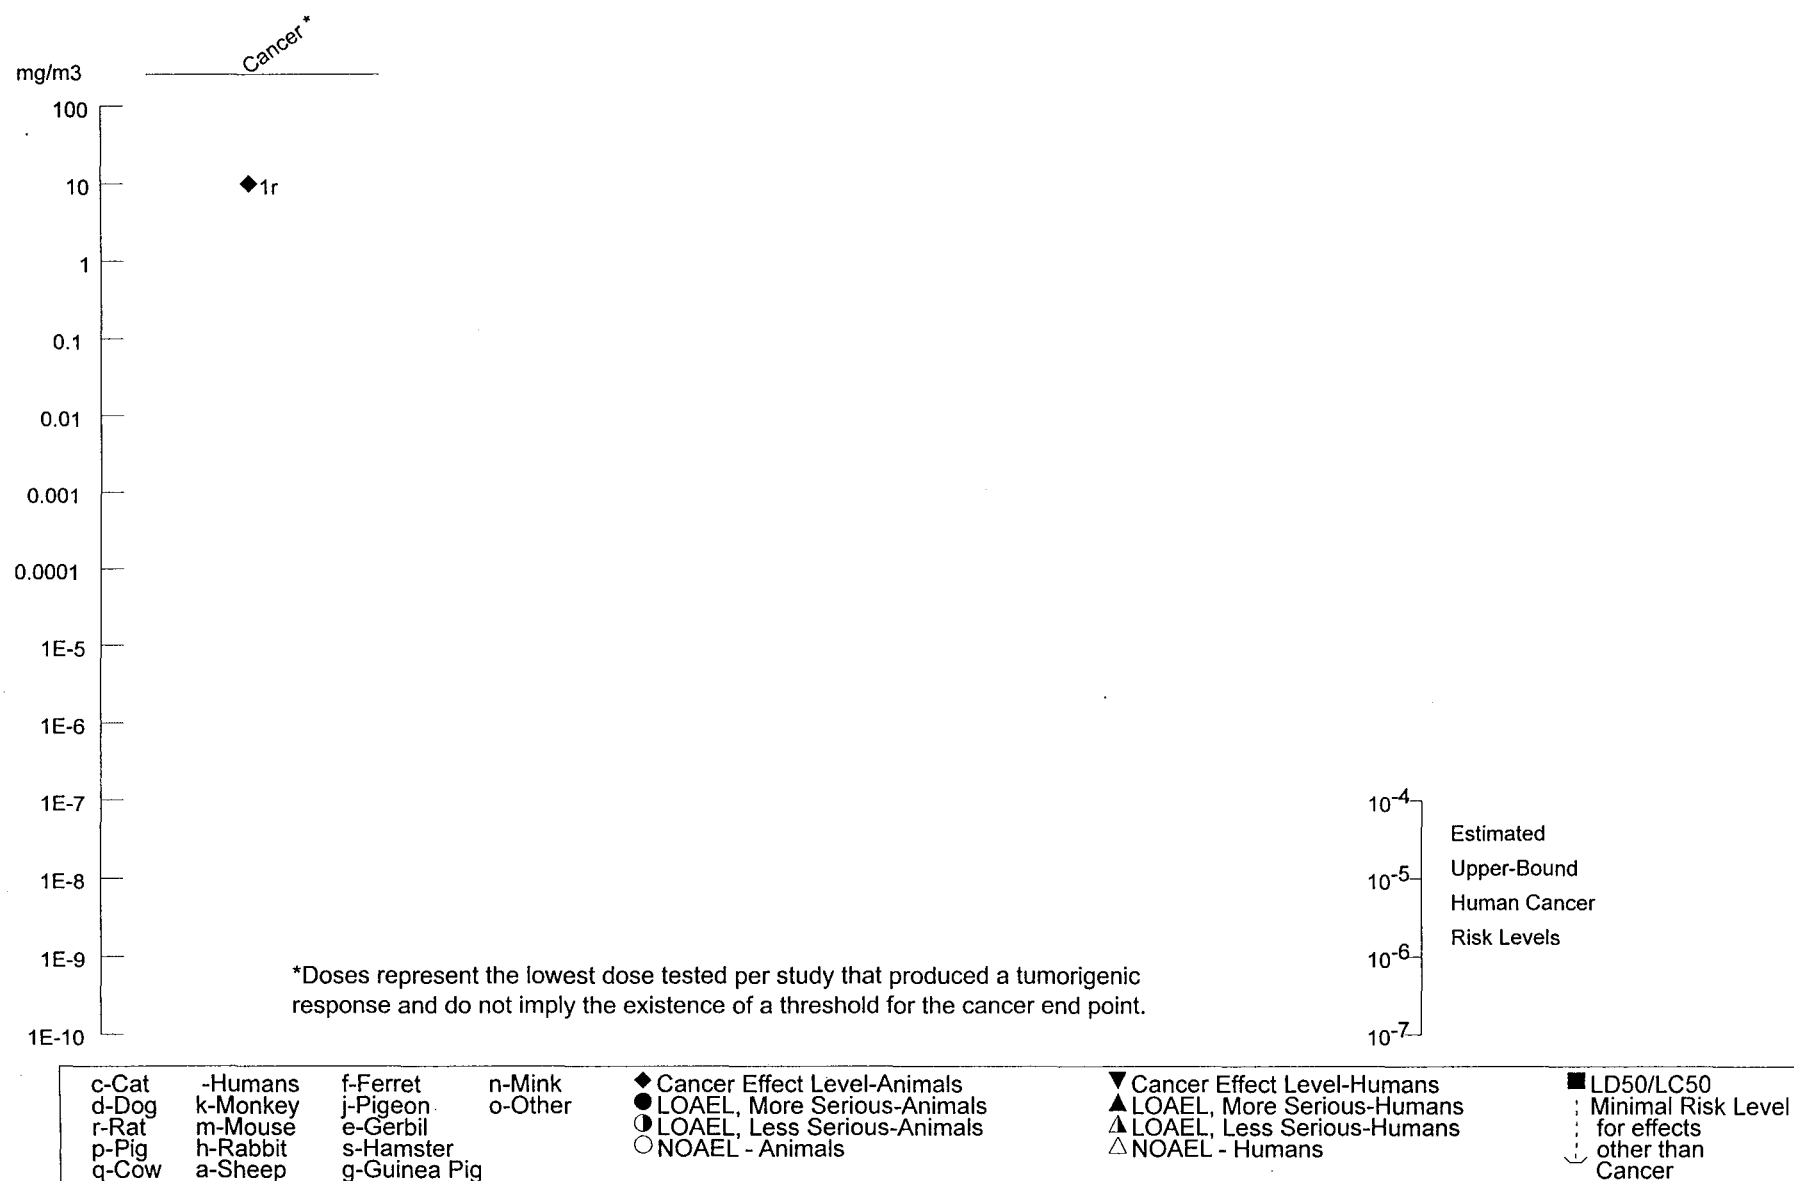 Cancer *
mg/m3
100
10
1r
1
0.1
0.01
0.001
0.0001
1E-5
1E-6
1E-7
1E-8
1E-9
1E-10
10-4
10-5
10-6
10-7
Estimated
Upper-Bound
Human Cancer
Risk Levels
*Doses represent the lowest dose tested per study that produced a tumorigenic
response and do not imply the existence of a threshold for the cancer end point.
c-Cat
d-Dog
r-Rat
p-Pig
q-Cow
-Humans
k-Monkey
m-Mouse
h-Rabbit
a-Sheep
f-Ferret
j-Pigeon
e-Gerbil
s-Hamster
g-Guinea Pig
n-Mink
o-Other
Cancer Effect Level-Animals
LOAEL, More Serious-Animals
LOAEL, Less Serious-Animals
NOAEL - Animals
Cancer Effect Level-Humans
LOAEL, More Serious-Humans
LOAEL, Less Serious-Humans
NOAEL - Humans
LD50/LC50
Minimal Risk Level
for effects
other than
Cancer